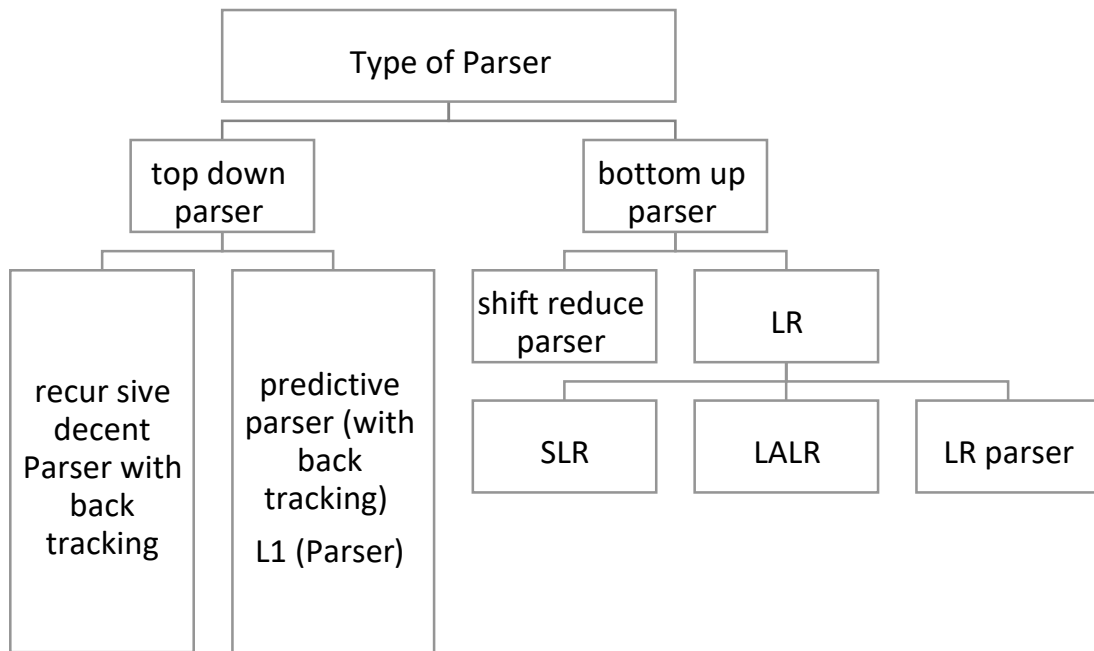 Type of Parser
top down
parser
bottom up
parser
recur sive
decent
Parser with
back
tracking
predictive
parser (with
back
tracking)
L1 (Parser)
shift reduce
parser
LR
SLR
LALR
LR parser